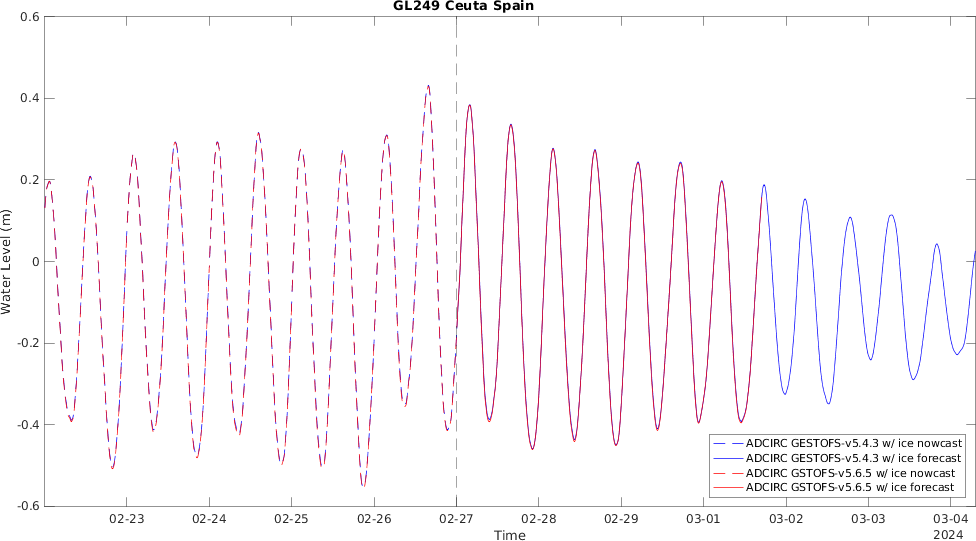 GL249 Ceuta Spain
0.6
0.4
0.2
0
-0.2
-0.4
-0.6
Water Level (m)
ADCIRC GESTOFS-v5.4.3 w/ ice nowcast
ADCIRC GESTOFS-v5.4.3 w/ ice forecast
ADCIRC GSTOFS-v5.6.5 w/ ice nowcast
ADCIRC GSTOFS-v5.6.5 w/ ice forecast
02-23 02-24 02-25 02-26 02-27 02-28 02-29 03-01 03-02 03-03 03-04
Time
2024